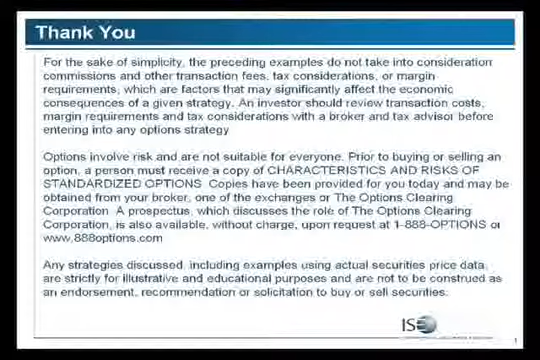 Thank You
For the sake of simplicity, the preceding examples do not take into consideration
commissions and other transaction fees, tax considerations, or margin
requirements, which are factors that may significantly affect the economic
consequences of a given strategy. An investor should review transaction costs,
margin requirements and tax considerations with a broker and tax advisor before
entering into any options strategy
Options involve risk and are not suitable for everyone. Prior to buying or selling an
option, a person must receive a copy of CHARACTERISTICS AND RISKS OF
STANDARDIZED OPTIONS. Copies have been provided for you today and may be
obtained from your broker, one of the exchanges or The Options Clearing
Corporation. A prospectus, which discusses the role of The Options Clearing
Corporation, is also available, without charge, upon request at 1-888-OPTIONS or
www.888options.com
Any strategies discussed, including examples using actual securities price data,
are strictly for illustrative and educational purposes and are not to be construed as
an endorsement, recommendation or solicitation to buy or sell securities.
ISE
1